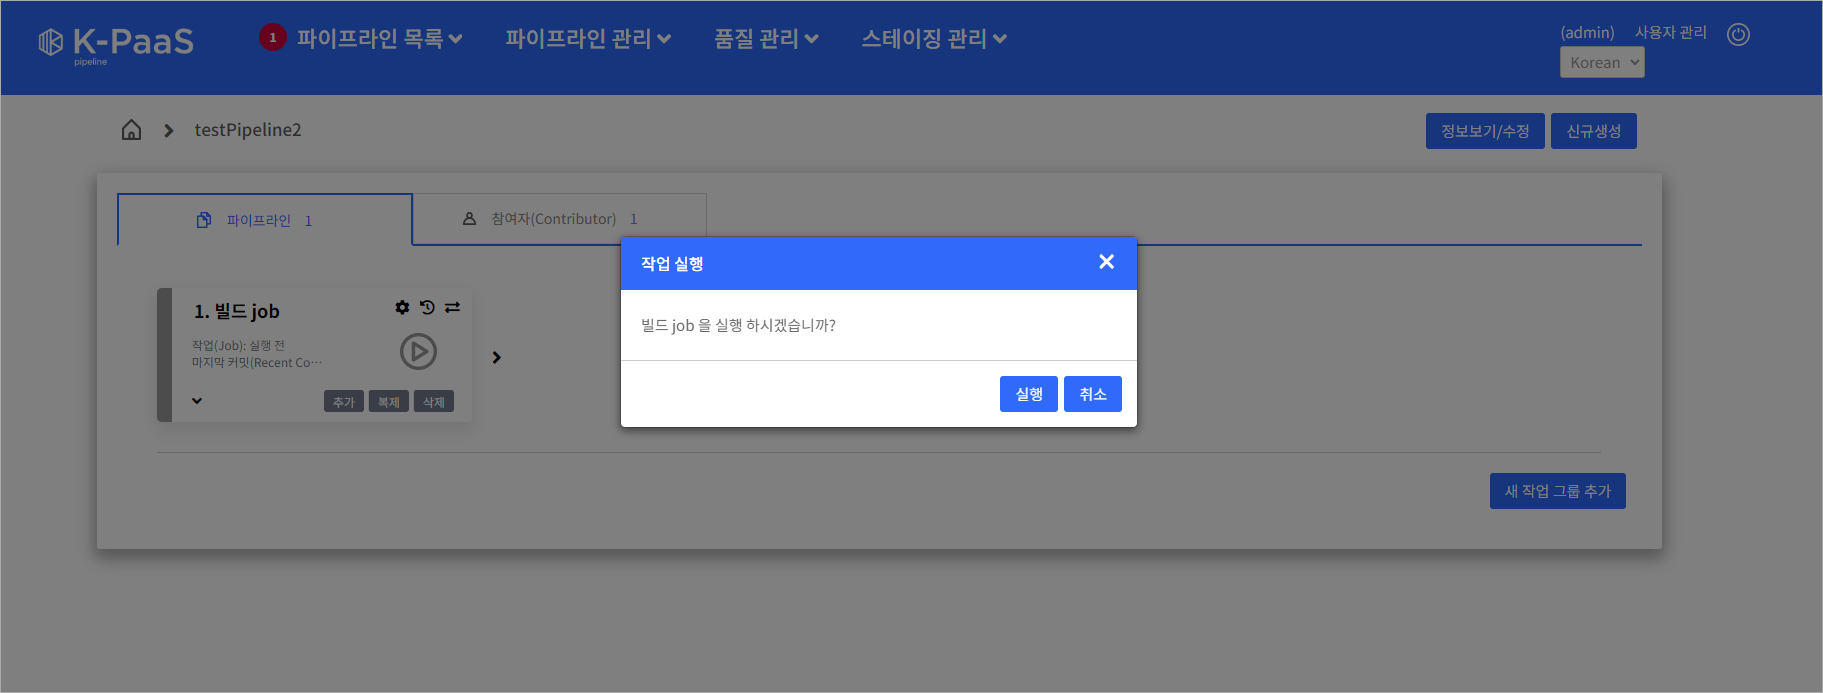 K-PaaS
pipeline
1 파이프라인 목록
파이프라인 관리
품질 관리
스테이징 관리
(admin) 사용자 관리
Korean
testPipeline2
정보보기/수정
신규생성
파이프라인 1
참여자(Contributor) 1
작업 실행
빌드 job 을 실행 하시겠습니까?
실행
취소
1. 빌드 job
작업(Job): 실행 전
마지막 커밋(Recent Co…
추가
복제
삭제
새 작업 그룹 추가